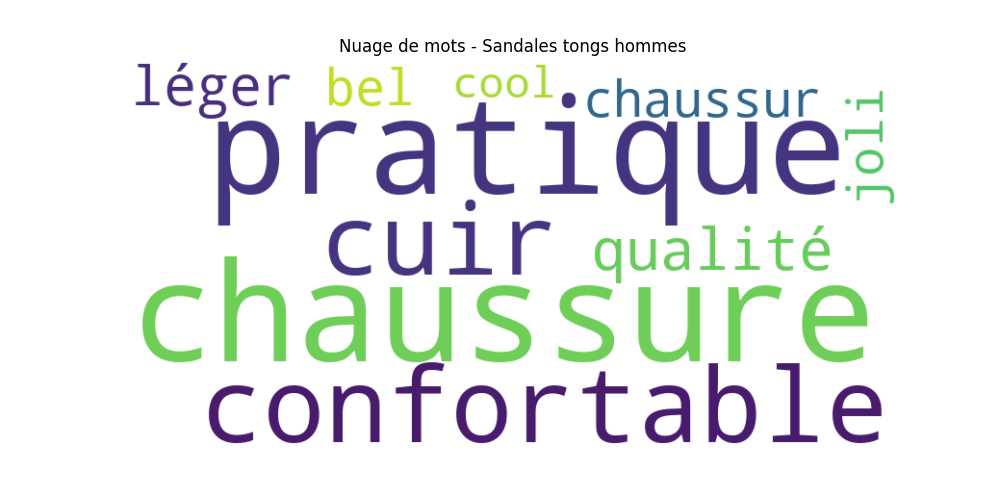 Nuage de mots - Sandales tongs hommes
léger bel cool chaussur
joli
pratique
cuir qualité
chaussure
confortable